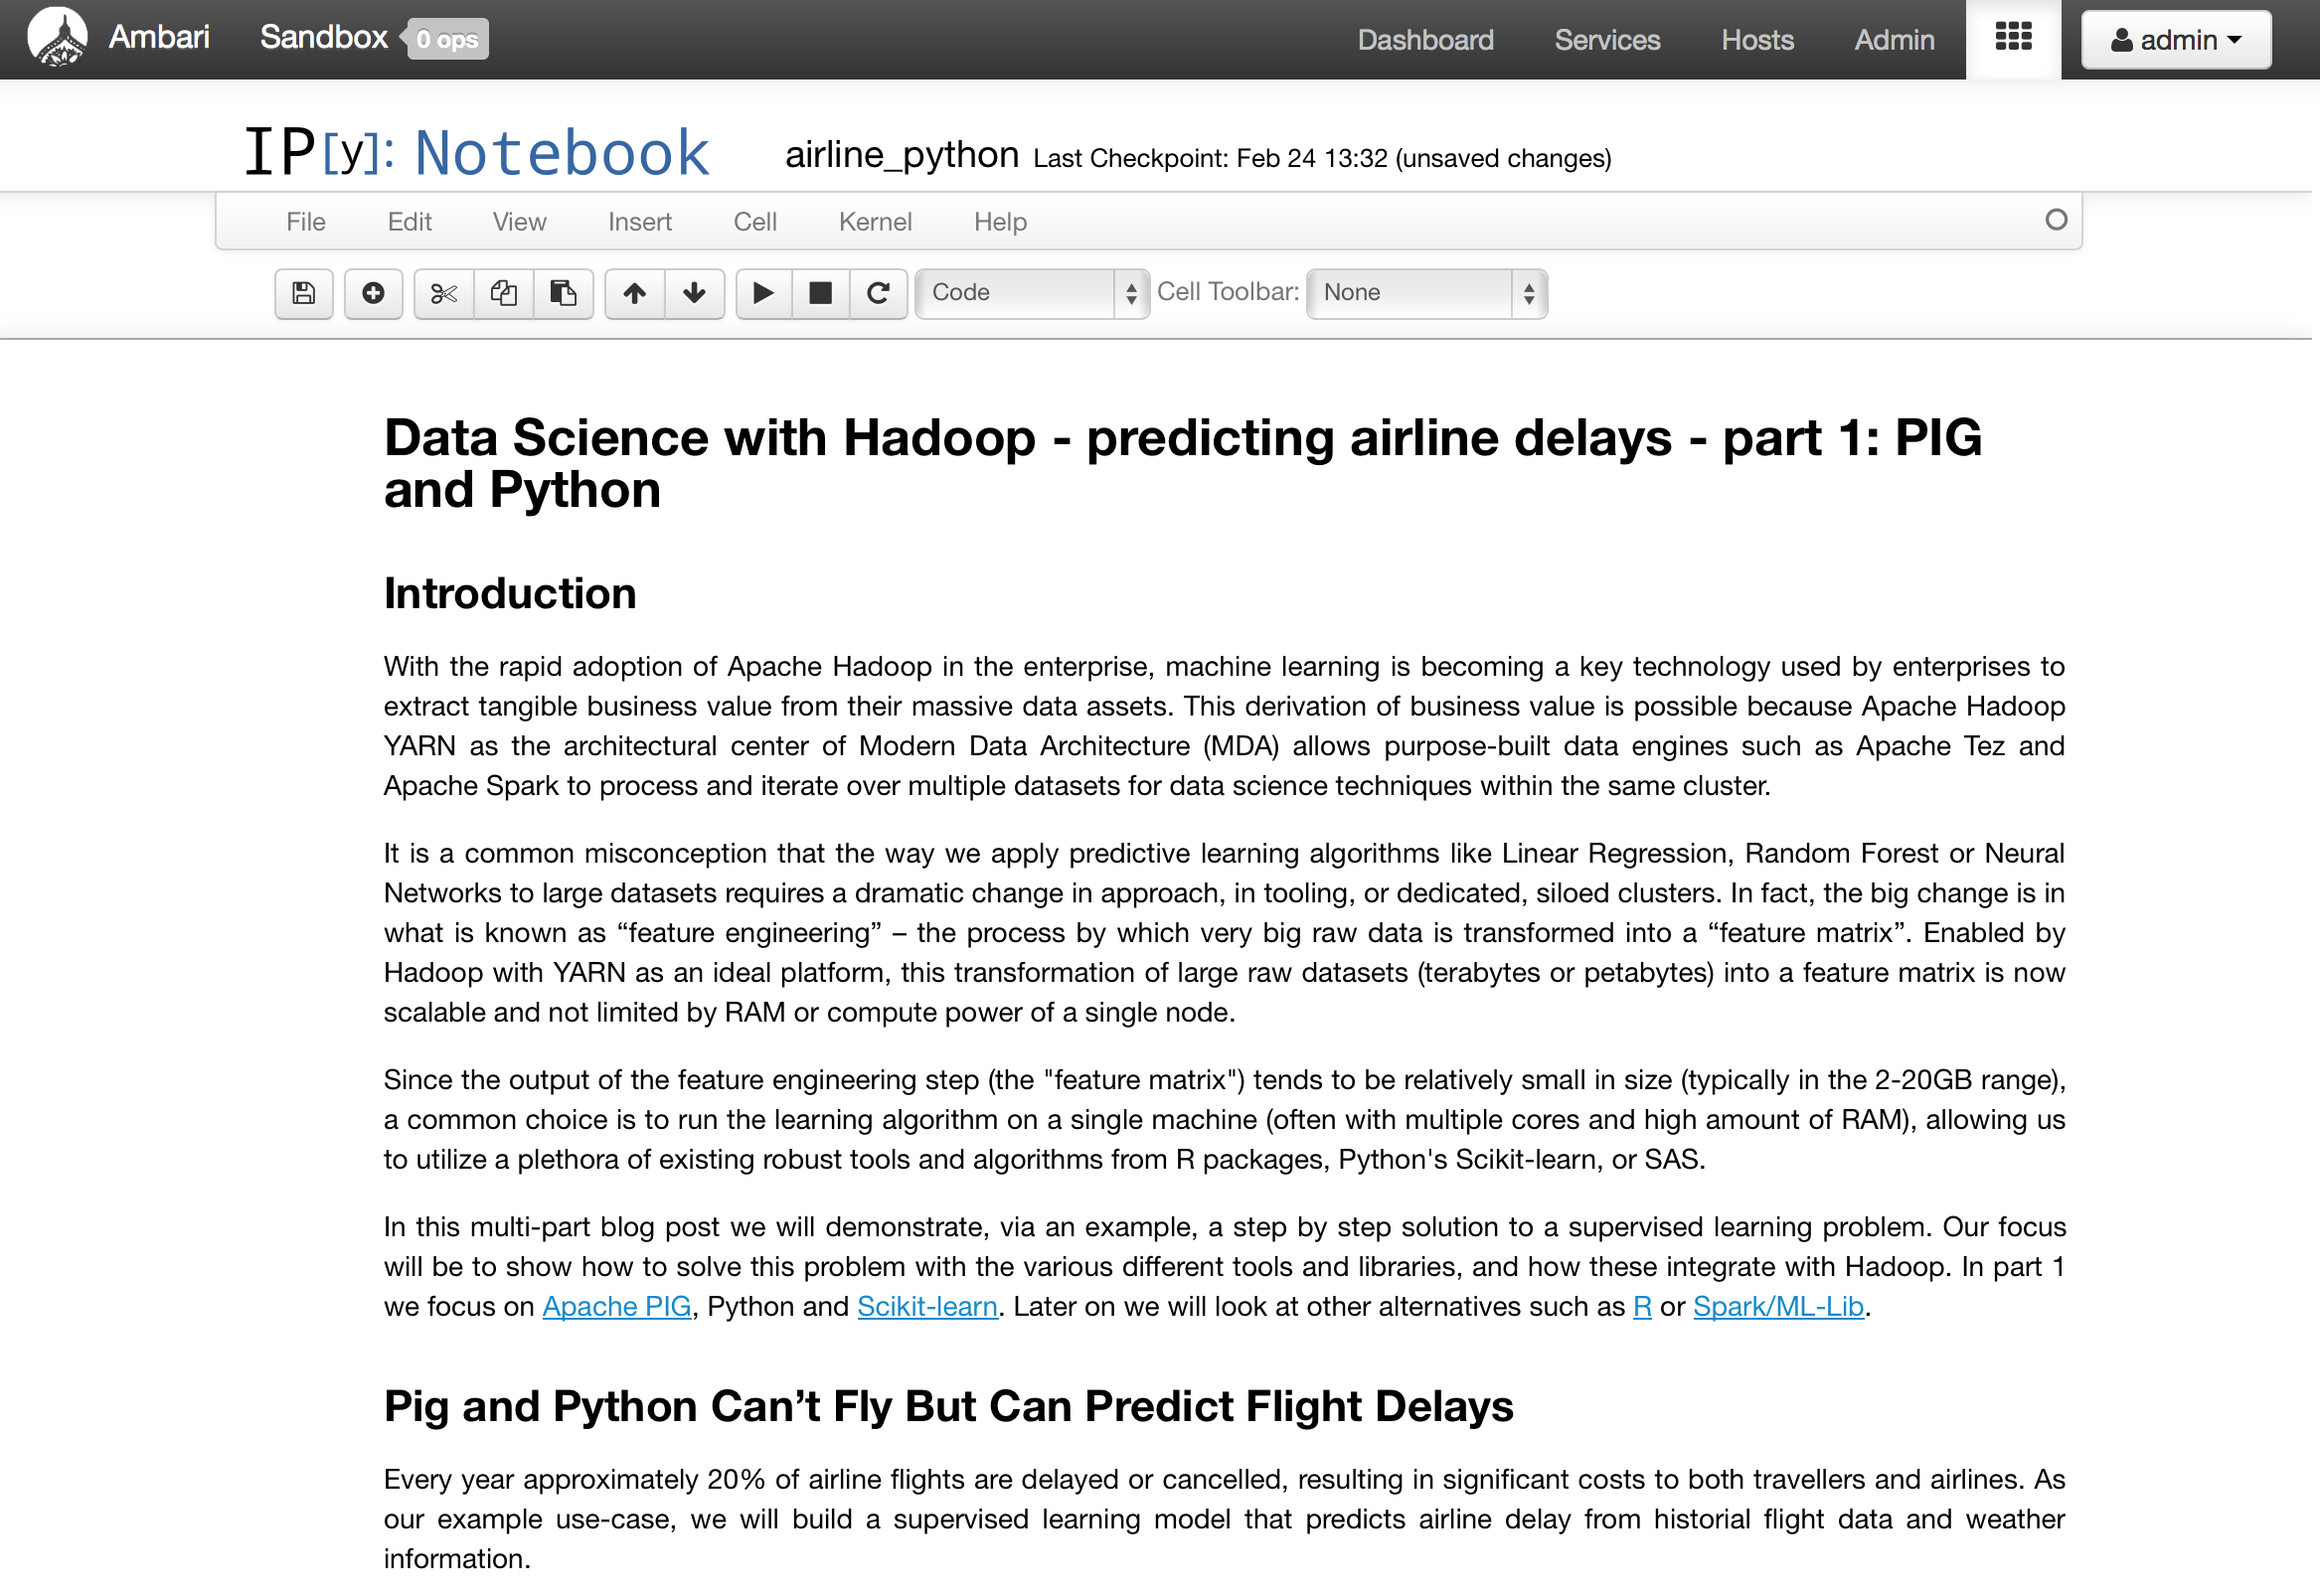 Ambari Sandbox 0 ops Dashboard Services Hosts Admin admin
IP[y]: Notebook airline_python Last Checkpoint: Feb 24 13:32 (unsaved changes)
File Edit View Insert Cell Kernel Help
Code Cell Toolbar: None
Data Science with Hadoop - predicting airline delays - part 1: PIG
and Python
Introduction
With the rapid adoption of Apache Hadoop in the enterprise, machine learning is becoming a key technology used by enterprises to
extract tangible business value from their massive data assets. This derivation of business value is possible because Apache Hadoop
YARN as the architectural center of Modern Data Architecture (MDA) allows purpose-built data engines such as Apache Tez and
Apache Spark to process and iterate over multiple datasets for data science techniques within the same cluster.
It is a common misconception that the way we apply predictive learning algorithms like Linear Regression, Random Forest or Neural
Networks to large datasets requires a dramatic change in approach, in tooling, or dedicated, siloed clusters. In fact, the big change is in
what is known as “feature engineering” – the process by which very big raw data is transformed into a “feature matrix”. Enabled by
Hadoop with YARN as an ideal platform, this transformation of large raw datasets (terabytes or petabytes) into a feature matrix is now
scalable and not limited by RAM or compute power of a single node.
Since the output of the feature engineering step (the "feature matrix") tends to be relatively small in size (typically in the 2-20GB range),
a common choice is to run the learning algorithm on a single machine (often with multiple cores and high amount of RAM), allowing us
to utilize a plethora of existing robust tools and algorithms from R packages, Python's Scikit-learn, or SAS.
In this multi-part blog post we will demonstrate, via an example, a step by step solution to a supervised learning problem. Our focus
will be to show how to solve this problem with the various different tools and libraries, and how these integrate with Hadoop. In part 1
we focus on Apache PIG, Python and Scikit-learn. Later on we will look at other alternatives such as R or Spark/ML-Lib.
Pig and Python Can’t Fly But Can Predict Flight Delays
Every year approximately 20% of airline flights are delayed or cancelled, resulting in significant costs to both travellers and airlines. As
our example use-case, we will build a supervised learning model that predicts airline delay from historial flight data and weather
information.